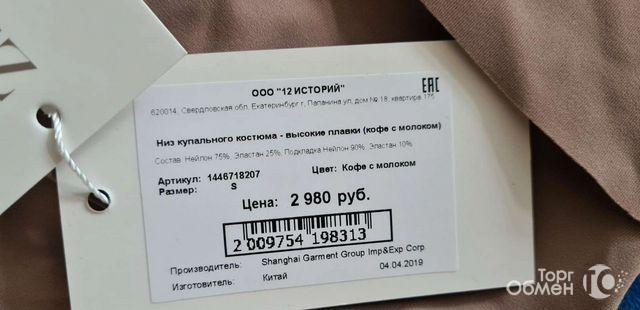 ООО "12 ИСТОРИЙ"
EAC
620014, Свердловская обл, Екатеринбург г, Папанина ул, дом № 18, квартира 175
Низ купального костюма - высокие плавки (кофе с молоком)
Состав: Нейлон 75%, Эластан 25%, Подкладка Нейлон 90%, Эластан 10%
Артикул: 1446718207 Цвет: Кофе с молоком
Размер: S
Цена: 2 980 руб.
2 009754 198313
Производитель: Shanghai Garment Group Imp&Exp Corp.
Изготовитель: Китай 04.04.2019
Торг
Обмен